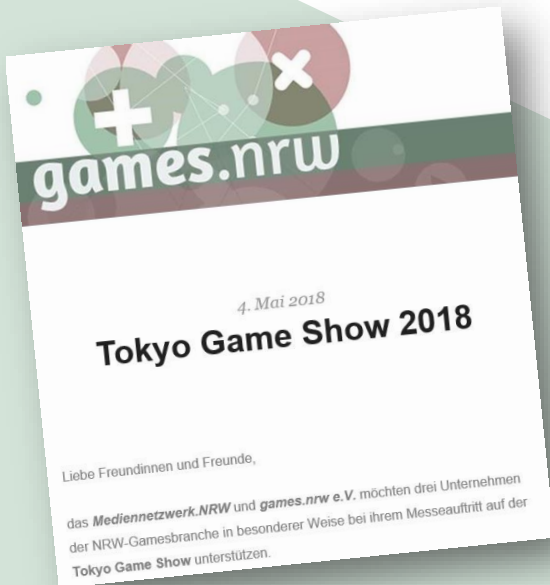 games.nrw
4. Mai 2018
Tokyo Game Show 2018
Liebe Freundinnen und Freunde,
das Mediennetzwerk.NRW und games.nrw e.V. möchten drei Unternehmen
der NRW-Gamesbranche in besonderer Weise bei ihrem Messeauftritt auf der
Tokyo Game Show unterstützen.